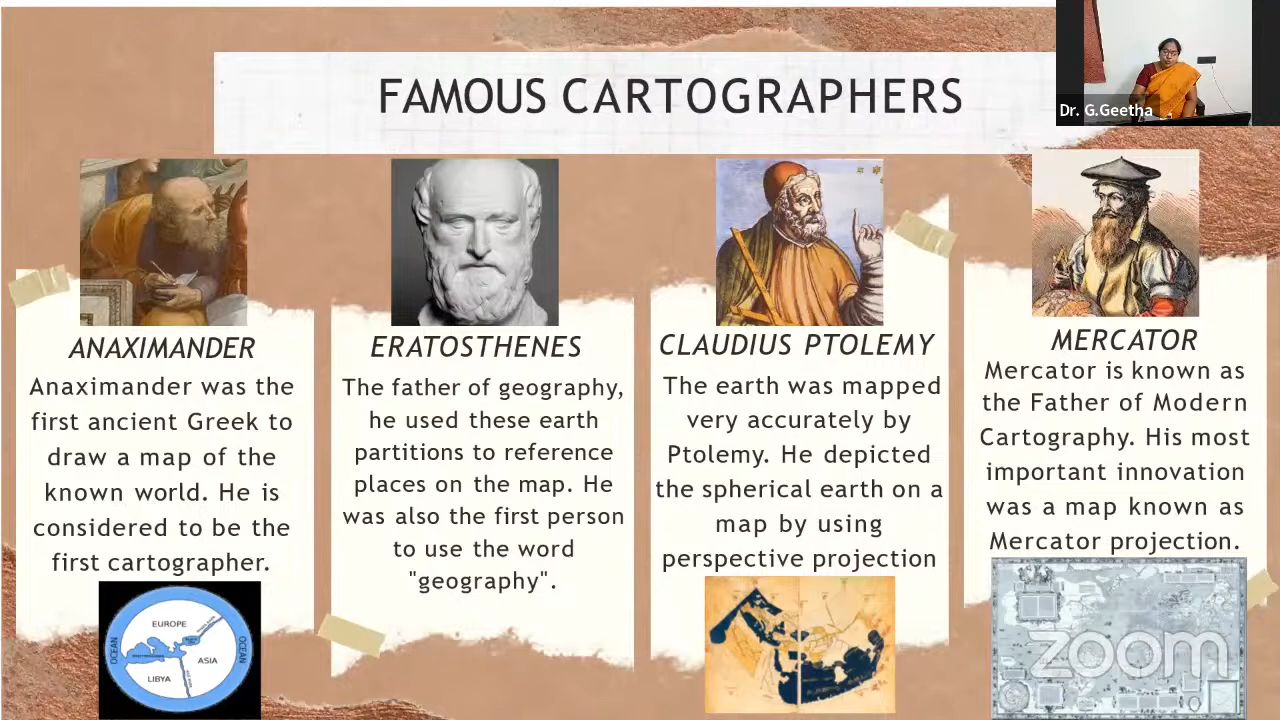 FAMOUS CARTOGRAPHERS
Dr. G.Geetha
ANAXIMANDER
Anaximander was the
first ancient Greek to
draw a map of the
known world. He is
considered to be the
first cartographer.
EUROPE
OCEAN
OCEAN
ASIA
LIBYA
ERATOSTHENES
The father of geography,
he used these earth
partitions to reference
places on the map. He
was also the first person
to use the word
"geography".
CLAUDIUS PTOLEMY
The earth was mapped
very accurately by
Ptolemy. He depicted
the spherical earth on a
map by using
perspective projection
MERCATOR
Mercator is known as
the Father of Modern
Cartography. His most
important innovation
was a map known as
Mercator projection.
zoom